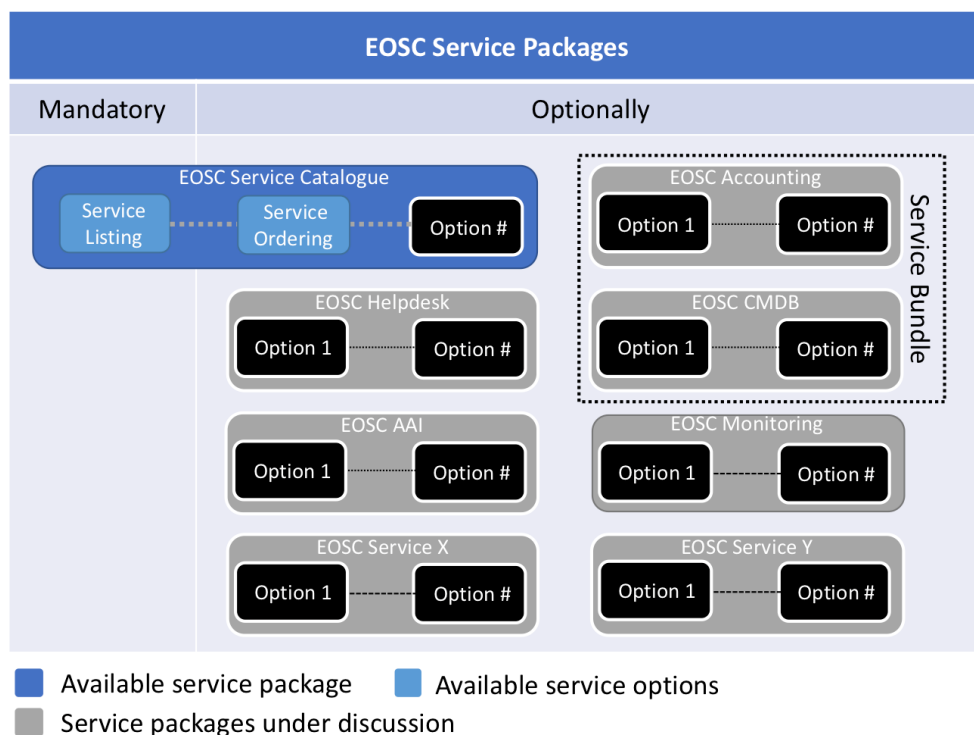 EOSC Service Packages
Mandatory
Optionally
EOSC Service Catalogue
Service
Listing
Service
Ordering
Option #
EOSC Accounting
Option 1
Option #
Service Bundle
EOSC Helpdesk
Option 1
Option #
EOSC CMDB
Option 1
Option #
EOSC AAI
Option 1
Option #
EOSC Monitoring
Option 1
Option #
EOSC Service X
Option 1
Option #
EOSC Service Y
Option 1
Option #
Available service package
Available service options
Service packages under discussion